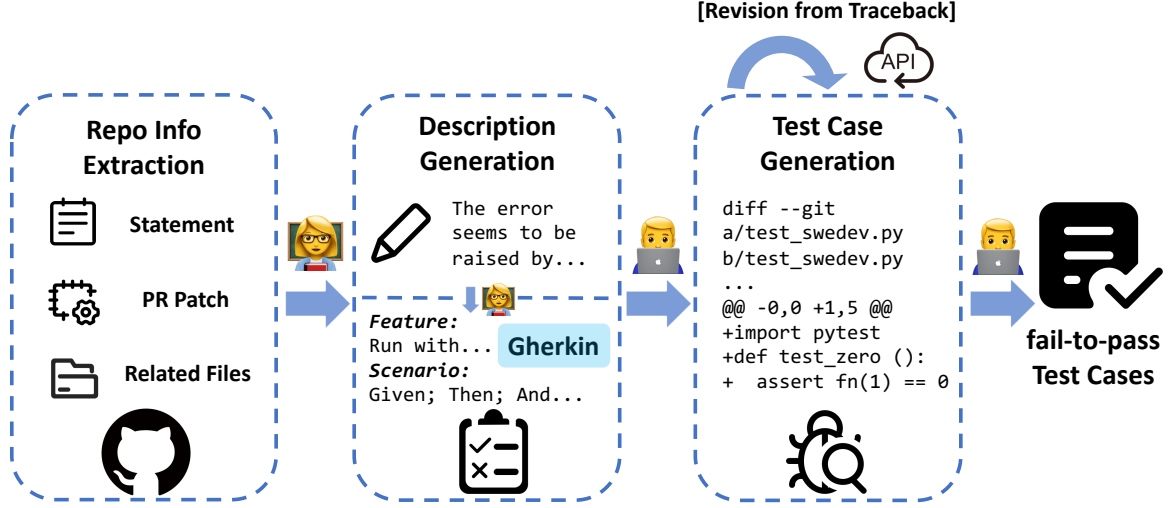 [Revision from Traceback]
API
Repo Info
Extraction
Statement
PR Patch
Related Files
Description
Generation
The error
seems to be
raised by...
Feature:
Run with...
Gherkin
Scenario:
Given; Then; And...
Test Case
Generation
diff --git
a/test_swedev.py
b/test_swedev.py
...
@@ -0,0 +1,5 @@
+import pytest
+def test_zero ():
+  assert fn(1) == 0
fail-to-pass
Test Cases